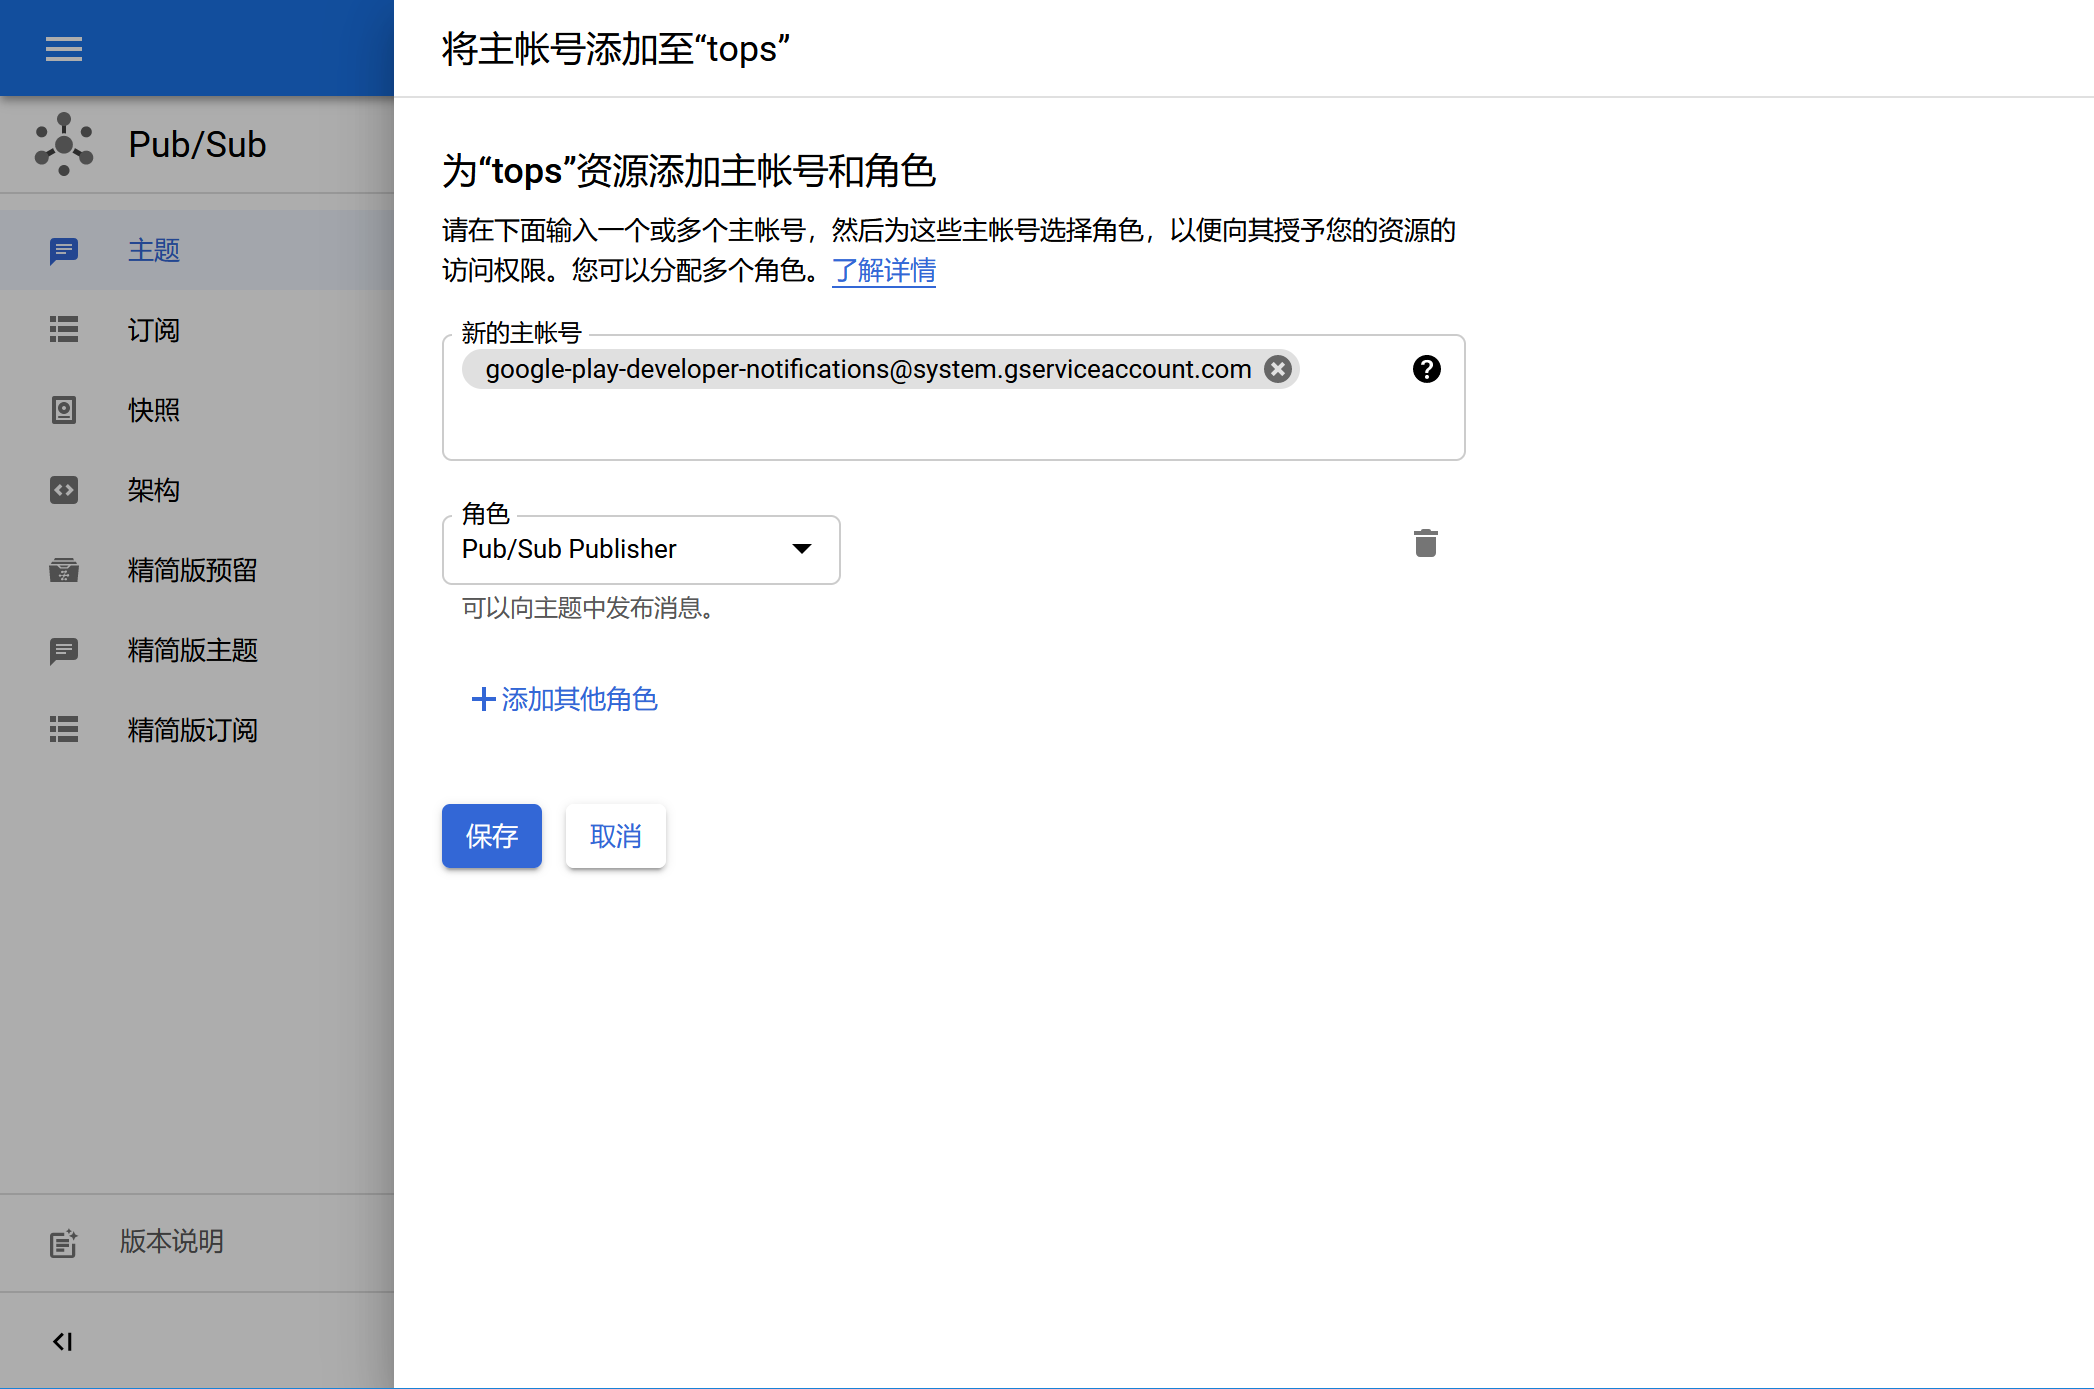 将主帐号添加至“tops”
Pub/Sub
主题
订阅
快照
架构
精简版预留
精简版主题
精简版订阅
版本说明
为“tops”资源添加主帐号和角色
请在下面输入一个或多个主帐号，然后为这些主帐号选择角色，以便向其授予您的资源的
访问权限。您可以分配多个角色。了解详情
新的主帐号
google-play-developer-notifications@system.gserviceaccount.com
角色
Pub/Sub Publisher
可以向主题中发布消息。
添加其他角色
保存
取消